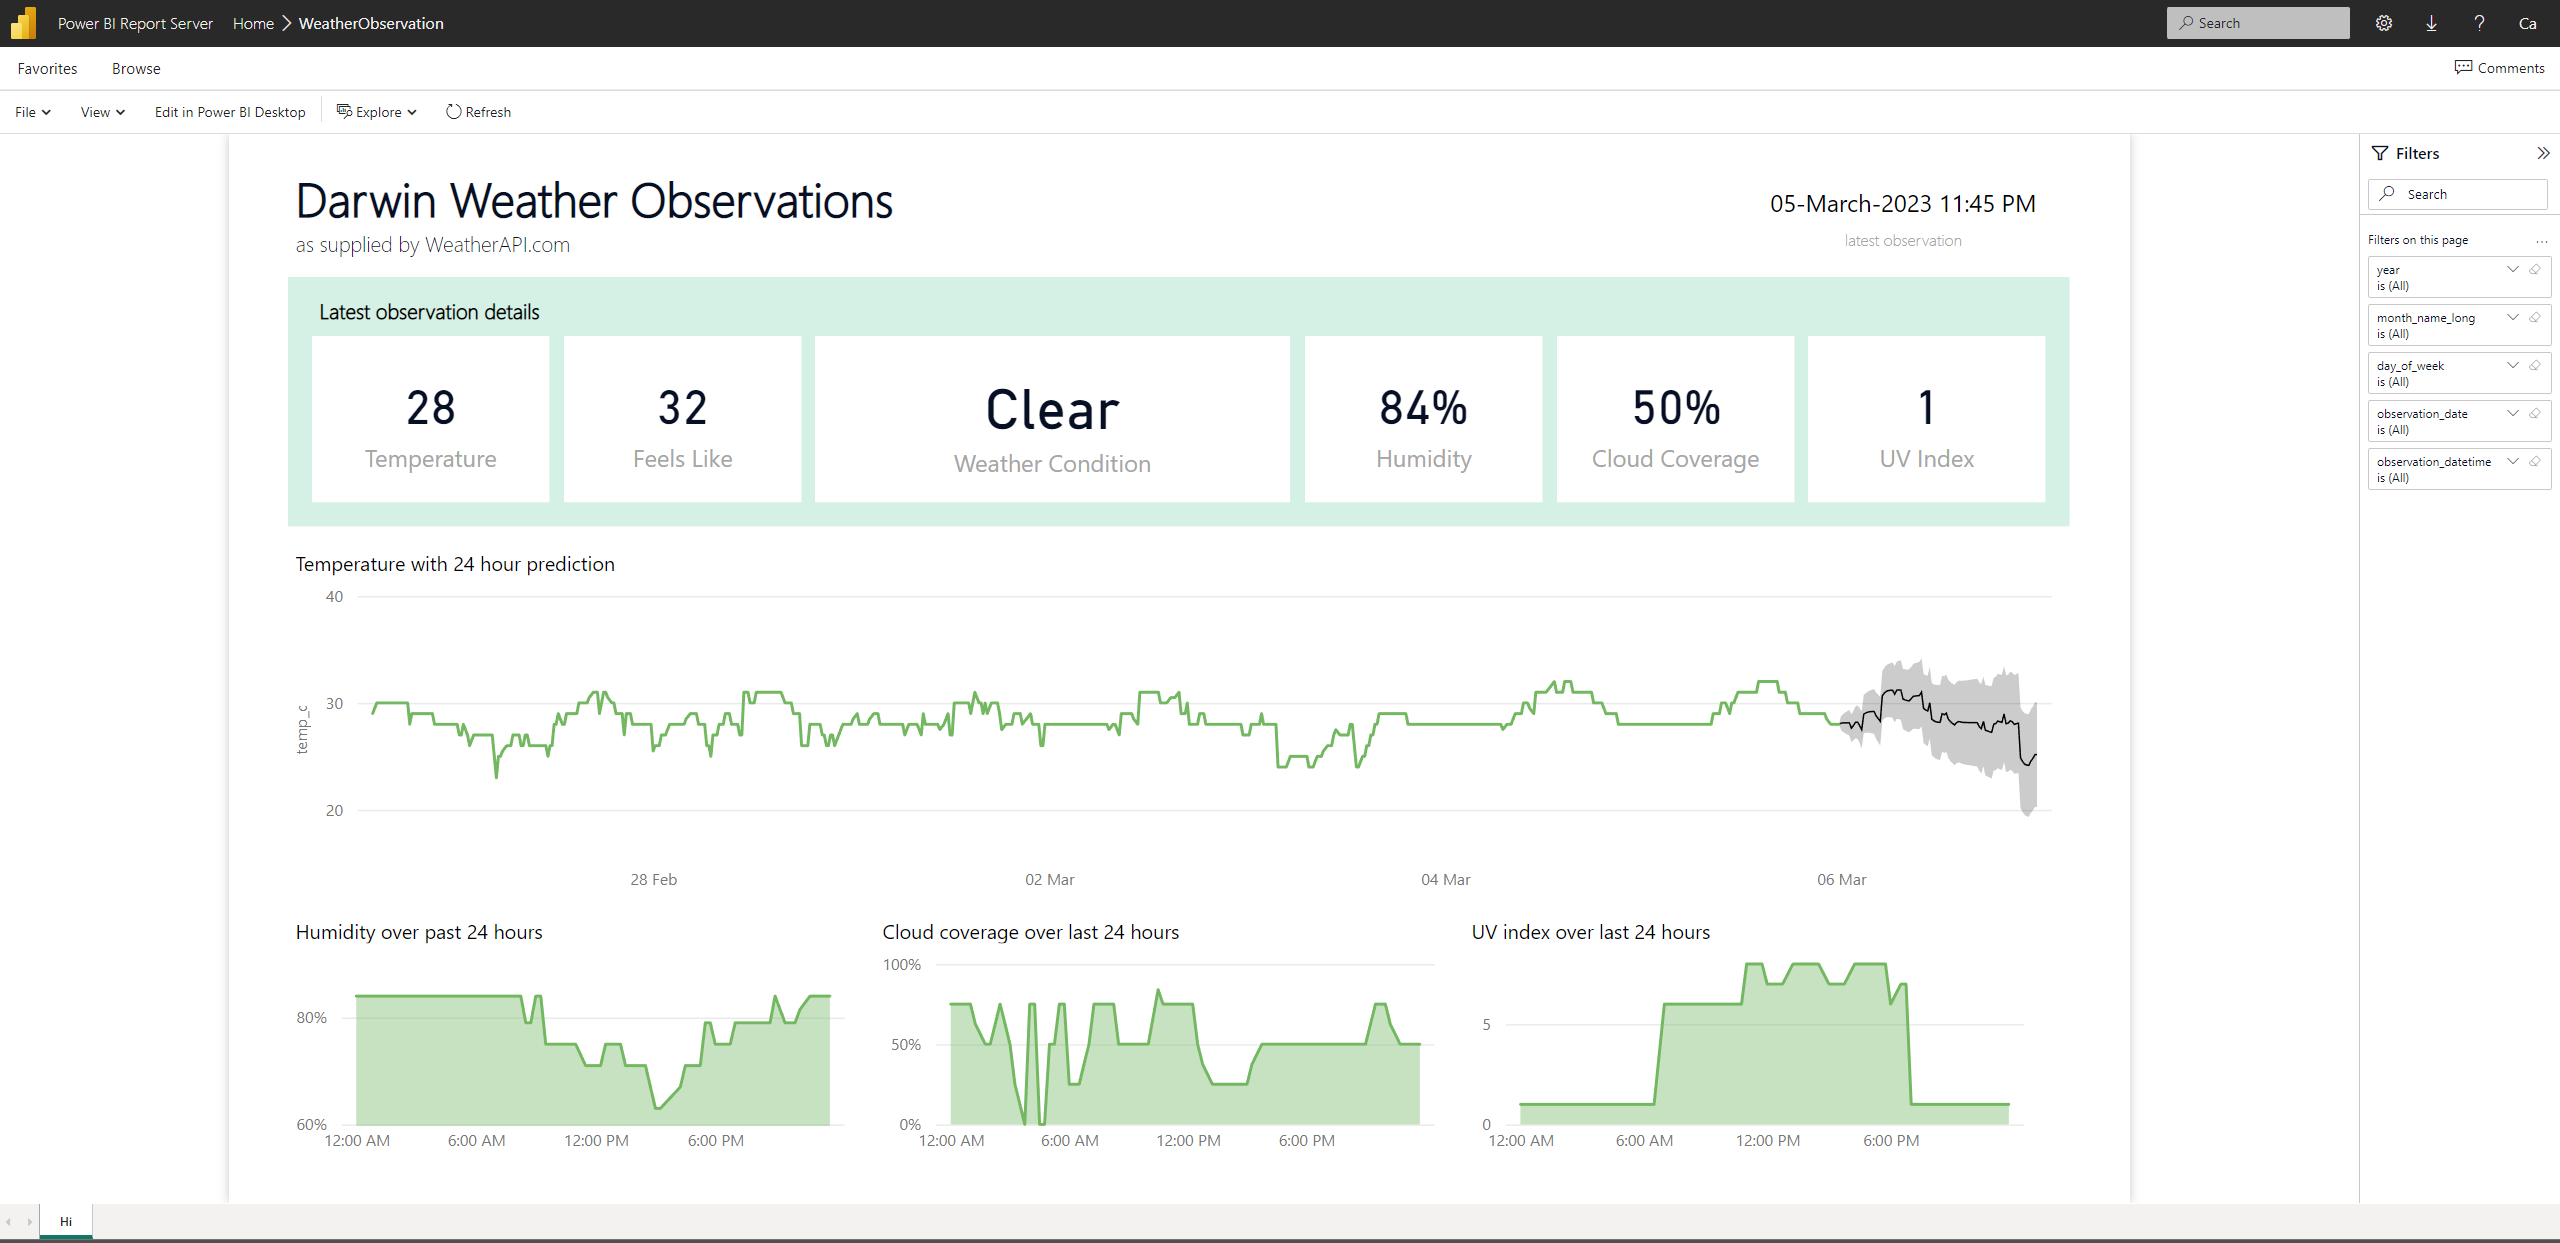 Power BI Report Server Home WeatherObservation Search ? Ca
Favorites Browse Comments
File View Edit in Power BI Desktop Explore Refresh
Filters
Search
Filters on this page ...
year
is (All)
month_name_long
is (All)
day_of_week
is (All)
observation_date
is (All)
observation_datetime
is (All)
Darwin Weather Observations
as supplied by WeatherAPI.com
05-March-2023 11:45 PM
latest observation
Latest observation details
28
Temperature
32
Feels Like
Clear
Weather Condition
84%
Humidity
50%
Cloud Coverage
1
UV Index
Temperature with 24 hour prediction
temp_c
40
30
20
28 Feb 02 Mar 04 Mar 06 Mar
Humidity over past 24 hours
80%
60%
12:00 AM 6:00 AM 12:00 PM 6:00 PM
Cloud coverage over last 24 hours
100%
50%
0%
12:00 AM 6:00 AM 12:00 PM 6:00 PM
UV index over last 24 hours
5
0
12:00 AM 6:00 AM 12:00 PM 6:00 PM
Hi